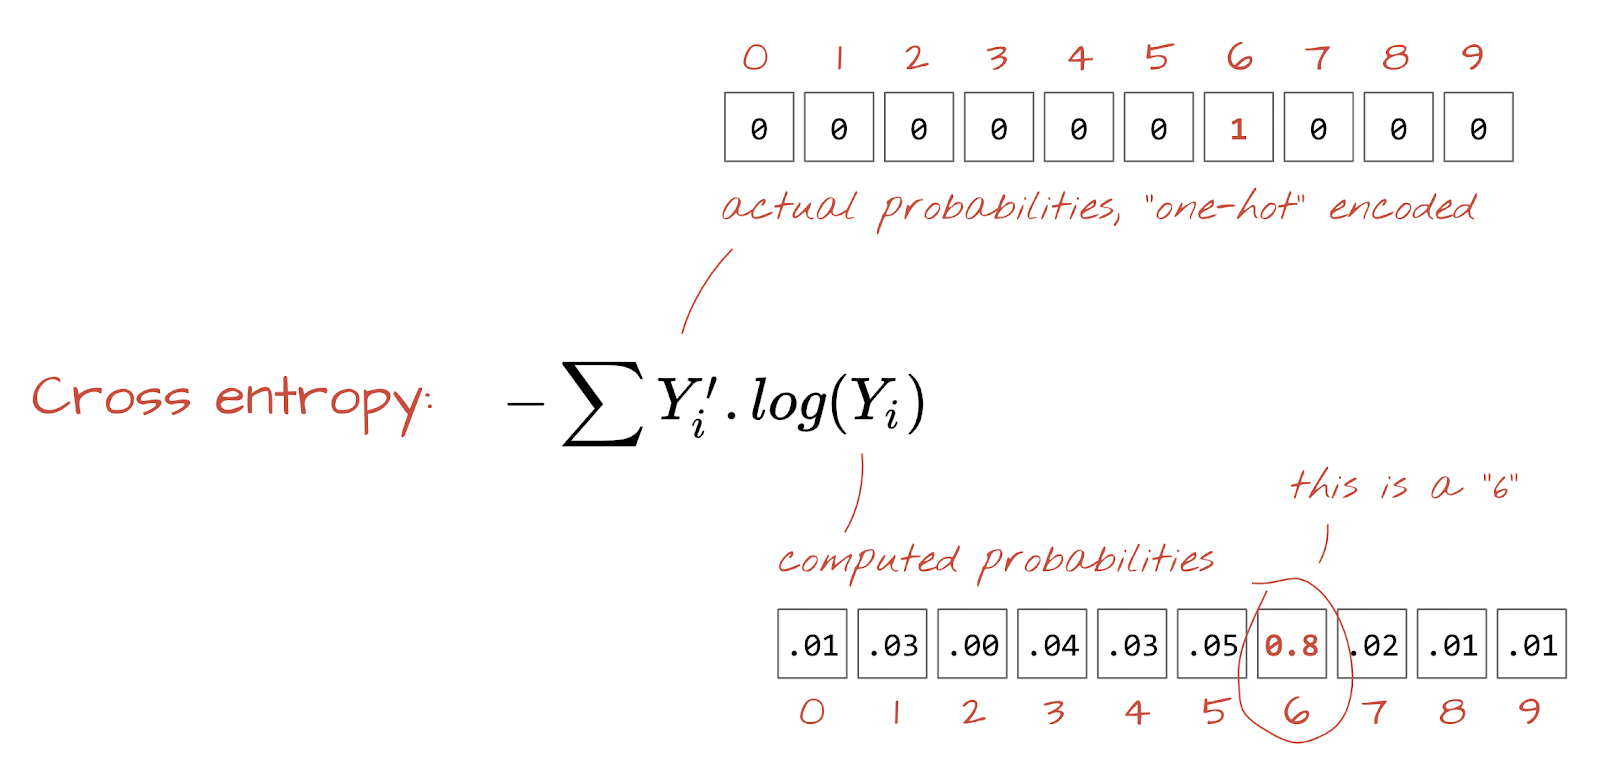 0 1 2 3 4 5 6 7 8 9
0 0 0 0 0 0 1 0 0 0
actual probabilities, "one-hot" encoded
Cross entropy: − ∑ Y′ᵢ . log(Yᵢ)
this is a "6"
computed probabilities
.01 .03 .00 .04 .03 .05 0.8 .02 .01 .01
0 1 2 3 4 5 6 7 8 9